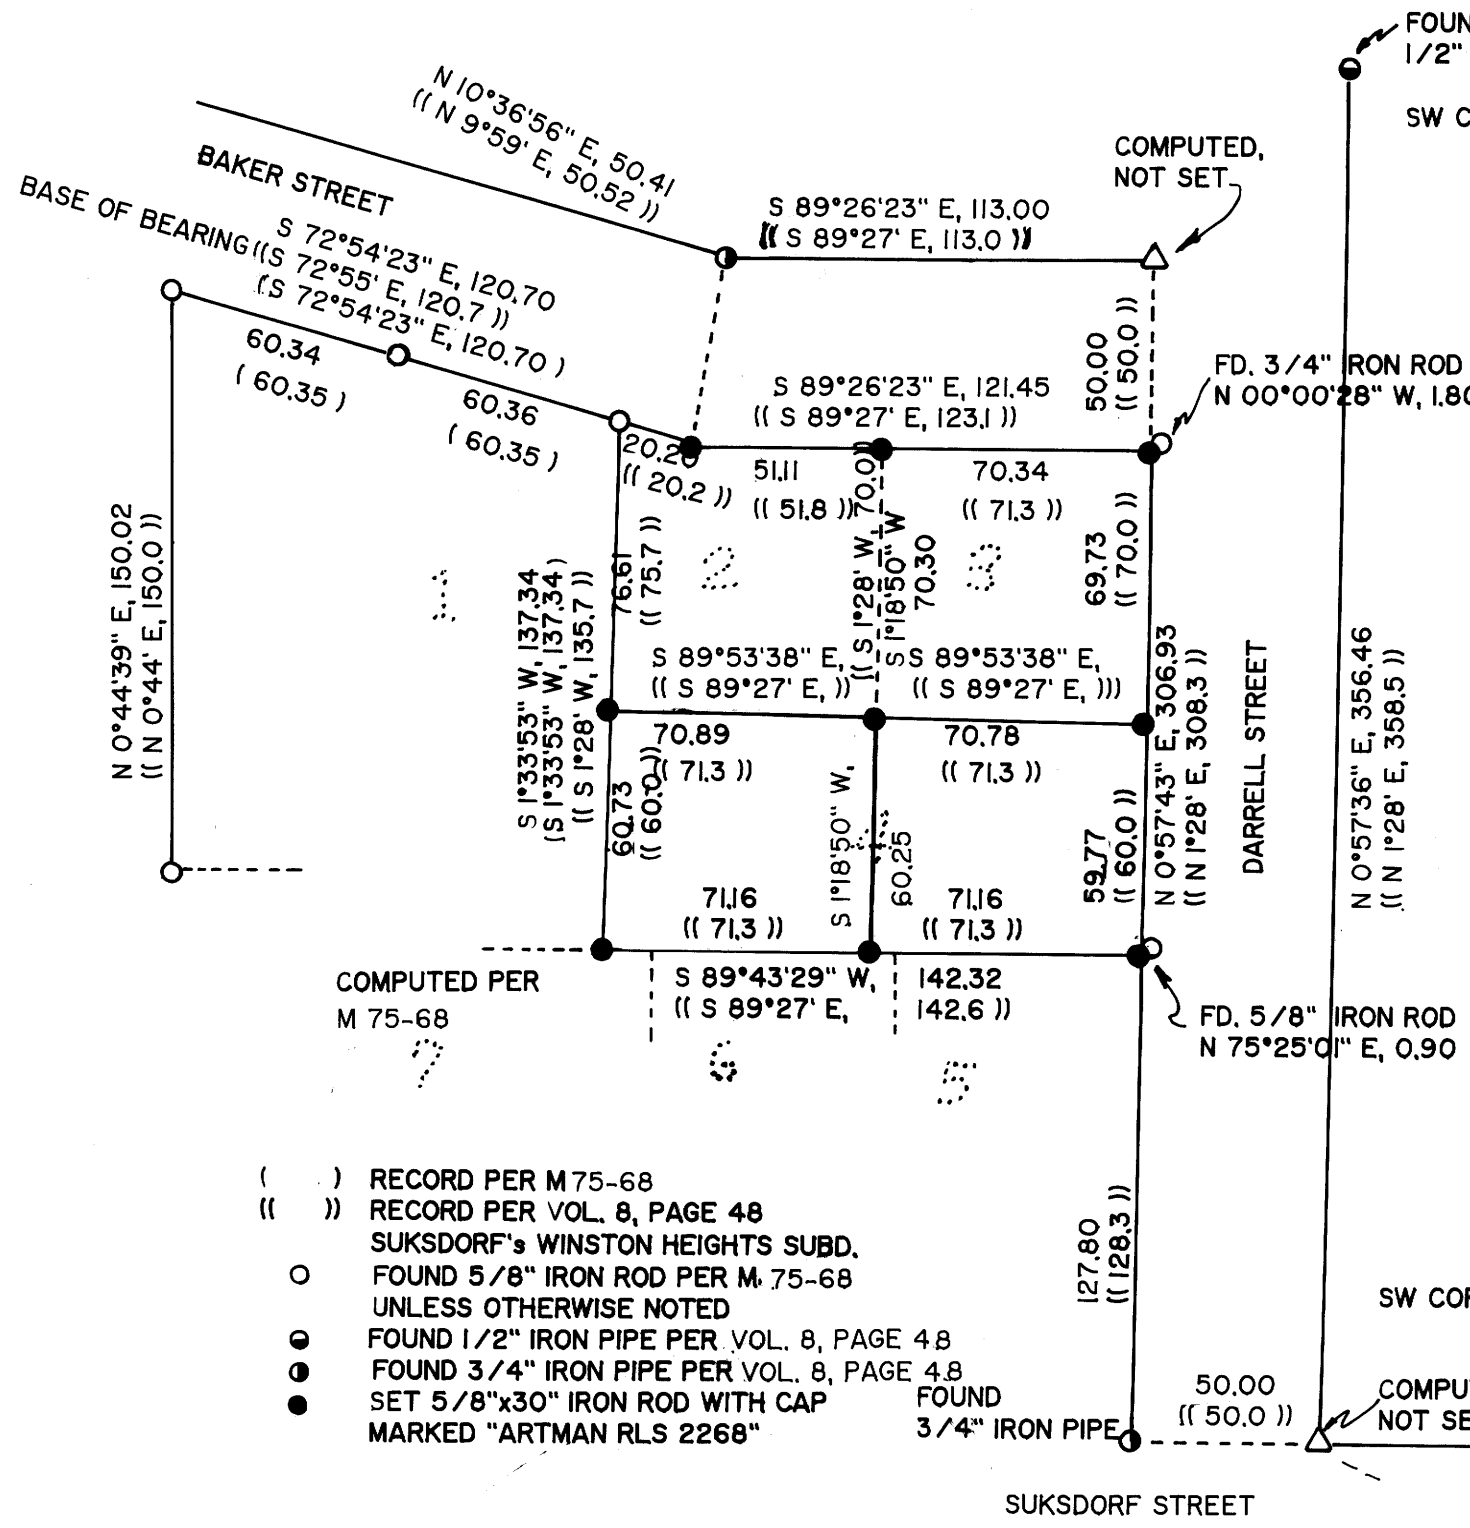 FOUN
1/2"
SW C
N 10°36'56" E, 50.41
(( N 9°59' E, 50.52 ))
BAKER STREET
BASE OF BEARING
S 72°54'23" E, 120.70
((S 72°55' E, 120.7 ))
(S 72°54'23" E, 120.70 )
COMPUTED,
NOT SET
S 89°26'23" E, 113.00
(( S 89°27' E, 113.0 ))
60.34
( 60.35 )
60.36
( 60.35 )
50.00
(( 50.0 ))
FD. 3/4" IRON ROD
N 00°00'28" W, 1.80
S 89°26'23" E, 121.45
(( S 89°27' E, 123.1 ))
(( 20.2 ))
51.11
(( 51.8 ))
70.34
(( 71.3 ))
N 0°44'39" E, 150.02
(( N 0°44' E, 150.0 ))
1
2
3
S 1°33'53" W, 137.34
(S 1°33'53" W, 137.34)
(( S 1°28' W, 135.7 ))
76.61
(( 75.7 ))
(( S 1°28' W, 70.0 ))
S 1°18'50" W
70.30
69.73
(( 70.0 ))
S 89°53'38" E,
(( S 89°27' E, ))
S 89°53'38" E,
(( S 89°27' E, )))
70.89
(( 71.3 ))
70.78
(( 71.3 ))
60.73
(( 60.0 ))
S 1°18'50" W,
60.25
4
59.77
(( 60.0 ))
N 0°57'43" E, 306.93
(( N 1°28' E, 308.3 ))
DARRELL STREET
N 0°57'36" E, 356.46
(( N 1°28' E, 358.5 ))
71.16
(( 71.3 ))
71.16
(( 71.3 ))
COMPUTED PER
M 75-68
S 89°43'29" W, 142.32
(( S 89°27' E, 142.6 ))
FD. 5/8" IRON ROD
N 75°25'01" E, 0.90
7
6
5
( ) RECORD PER M 75-68
(( )) RECORD PER VOL. 8, PAGE 48
SUKSDORF's WINSTON HEIGHTS SUBD.
FOUND 5/8" IRON ROD PER M. 75-68
UNLESS OTHERWISE NOTED
FOUND 1/2" IRON PIPE PER VOL. 8, PAGE 48
FOUND 3/4" IRON PIPE PER VOL. 8, PAGE 48
SET 5/8"x30" IRON ROD WITH CAP
MARKED "ARTMAN RLS 2268"
127.80
(( 128.3 ))
SW COR
FOUND
3/4" IRON PIPE
50.00
(( 50.0 ))
COMPU
NOT SE
SUKSDORF STREET